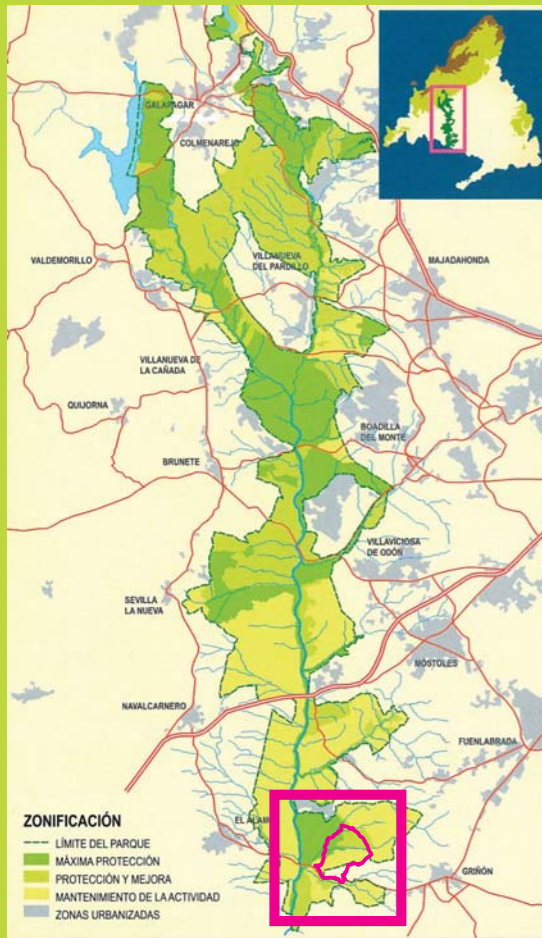 GALAPAGAR
COLMENAREJO
VALDEMORILLO
VILLANUEVA
DEL PARDILLO
MAJADAHONDA
VILLANUEVA DE
LA CAÑADA
QUIJORNA
BOADILLA
DEL MONTE
BRUNETE
VILLAVICIOSA
DE ODÓN
SEVILLA
LA NUEVA
MÓSTOLES
NAVALCARNERO
FUENLABRADA
EL ÁLAM
GRIÑÓN
ZONIFICACIÓN
LÍMITE DEL PARQUE
MÁXIMA PROTECCIÓN
PROTECCIÓN Y MEJORA
MANTENIMIENTO DE LA ACTIVIDAD
ZONAS URBANIZADAS